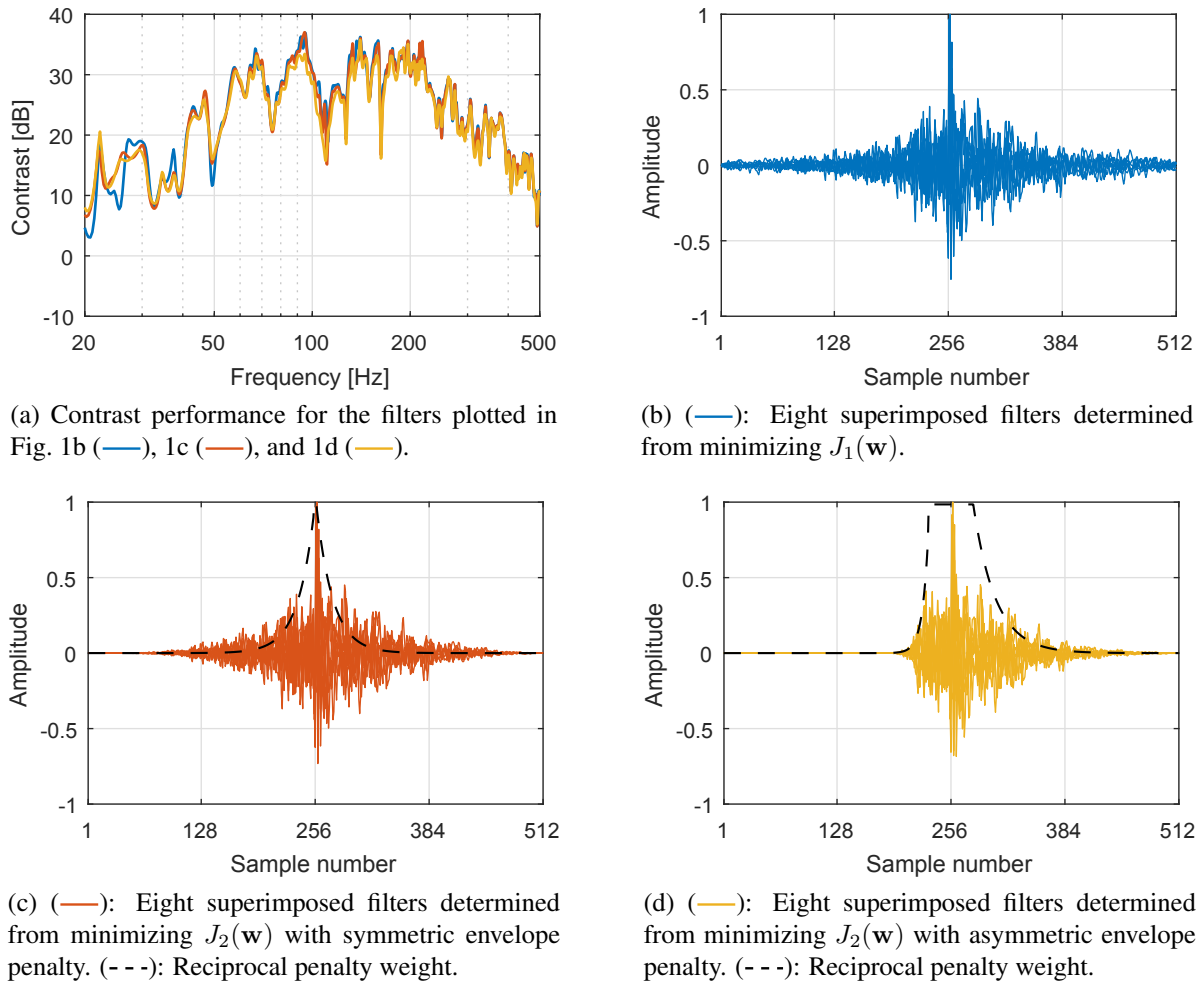 40
30
20
10
0
-10
Contrast [dB]
20 50 100 200 500
Frequency [Hz]
(a) Contrast performance for the filters plotted in
Fig. 1b (——), 1c (——), and 1d (——).
1
0.5
0
-0.5
-1
Amplitude
1 128 256 384 512
Sample number
(b) (——): Eight superimposed filters determined
from minimizing J₁(w).
1
0.5
0
-0.5
-1
Amplitude
1 128 256 384 512
Sample number
(c) (——): Eight superimposed filters determined
from minimizing J₂(w) with symmetric envelope
penalty. (- - -): Reciprocal penalty weight.
1
0.5
0
-0.5
-1
Amplitude
1 128 256 384 512
Sample number
(d) (——): Eight superimposed filters determined
from minimizing J₂(w) with asymmetric envelope
penalty. (- - -): Reciprocal penalty weight.